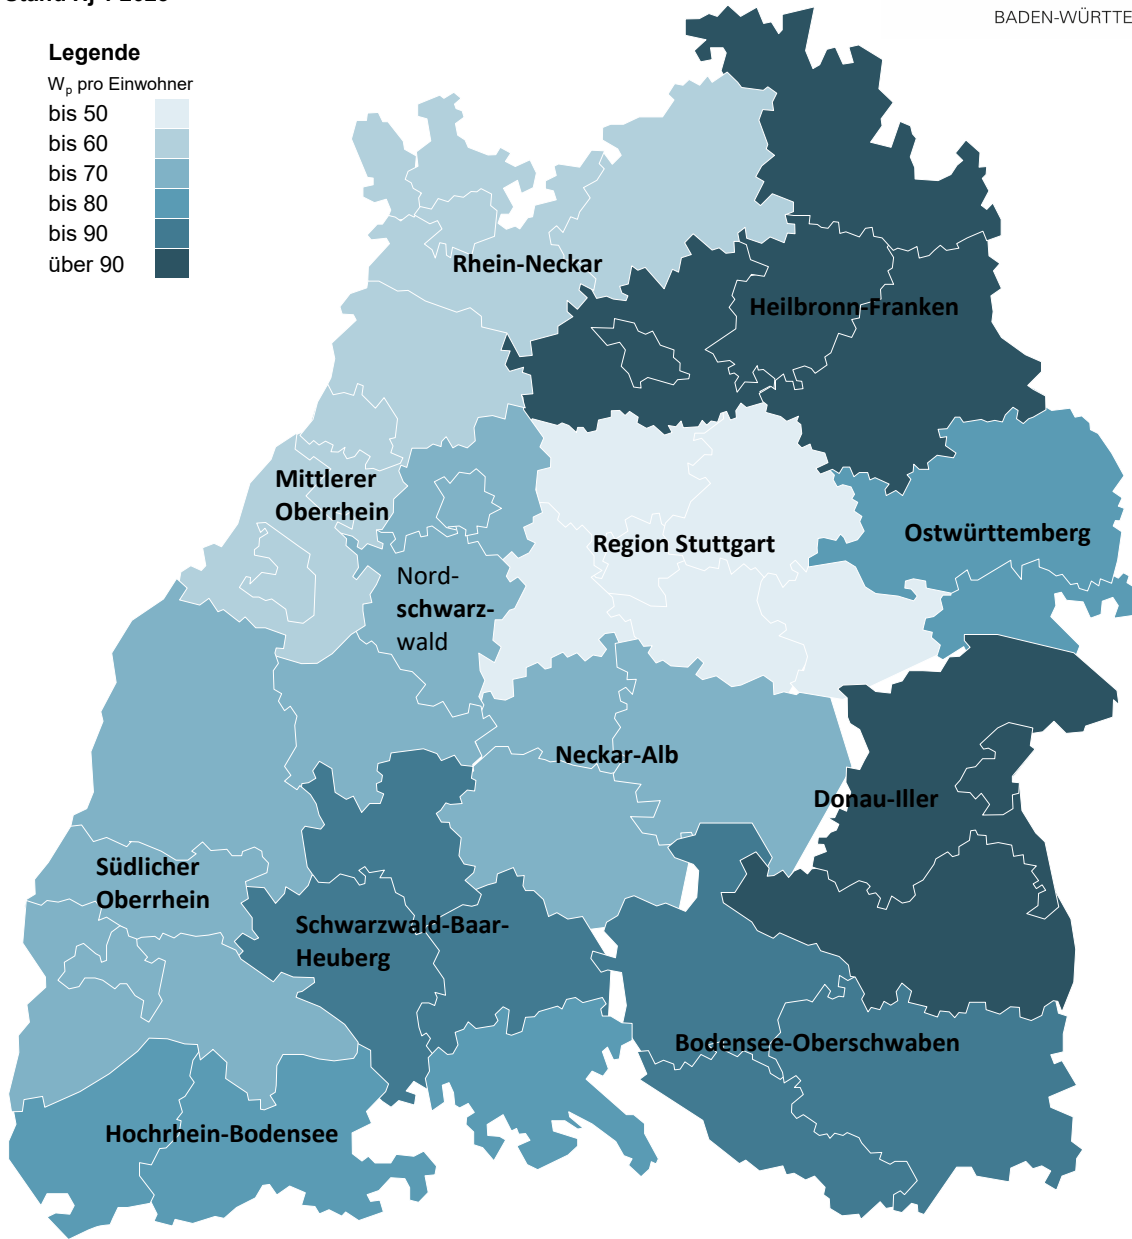 BADEN-WÜRTTE
Legende
Wp pro Einwohner
bis 50
bis 60
bis 70
bis 80
bis 90
über 90
Rhein-Neckar
Heilbronn-Franken
Mittlerer
Oberrhein
Region Stuttgart
Ostwürttemberg
Nord-
schwarz-
wald
Neckar-Alb
Donau-Iller
Südlicher
Oberrhein
Schwarzwald-Baar-
Heuberg
Bodensee-Oberschwaben
Hochrhein-Bodensee